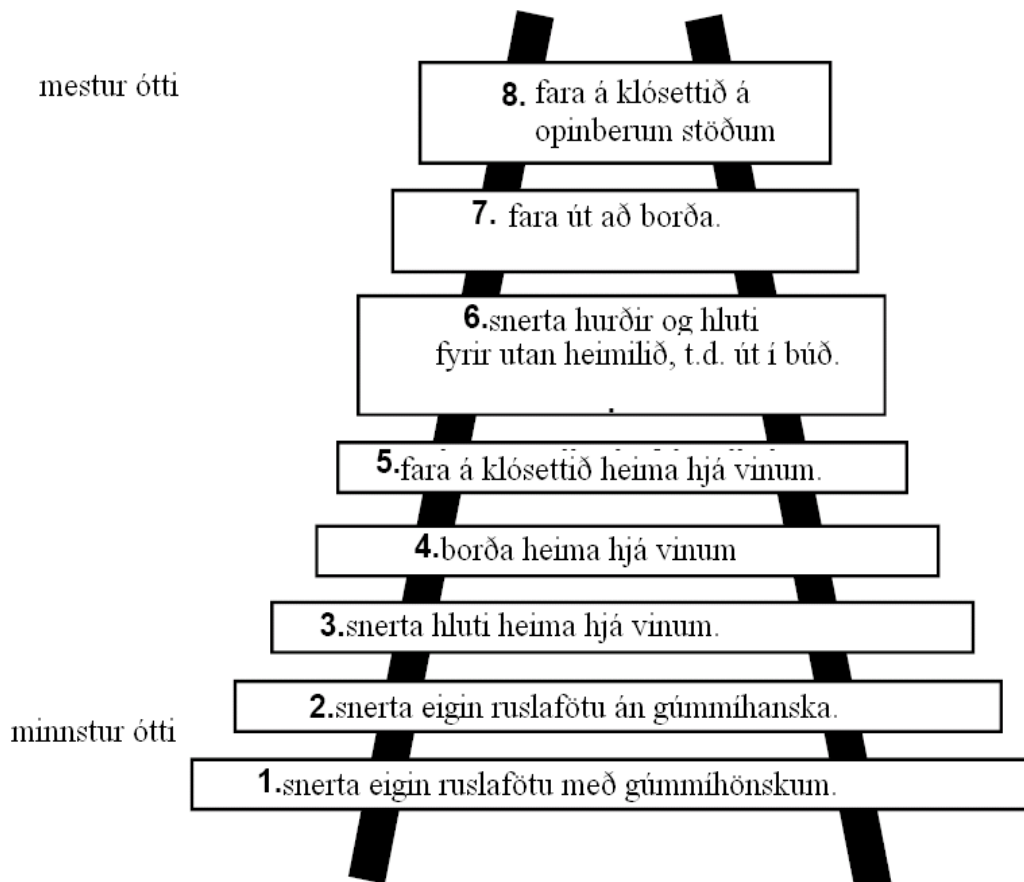 mestur ótti
8. fara á klósettið á
opinberum stöðum
7. fara út að borða.
6.snerta hurðir og hluti
fyrir utan heimilið, t.d. út í búð.
.
5.fara á klósettið heima hjá vinum.
4.borða heima hjá vinum
3.snerta hluti heima hjá vinum.
2.snerta eigin ruslafötu án gúmmíhanska.
minnstur ótti
1.snerta eigin ruslafötu með gúmmíhönskum.